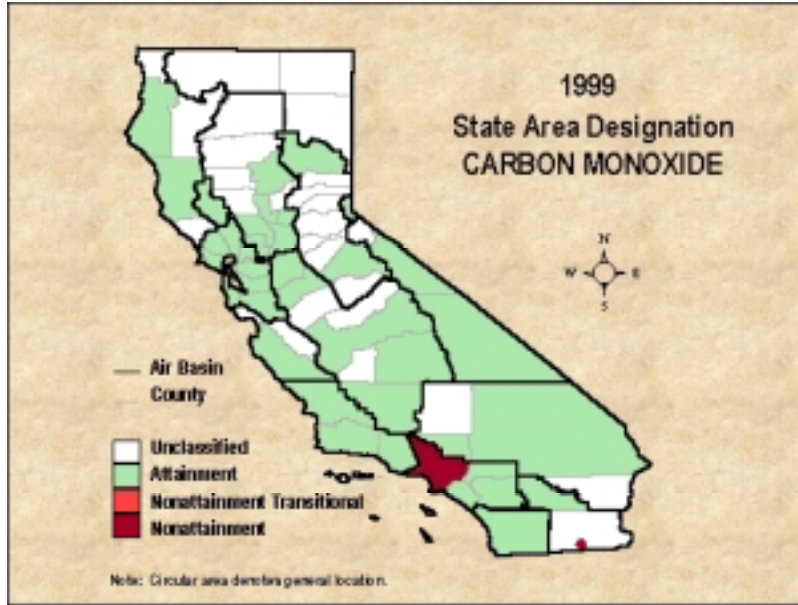 1999
State Area Designation
CARBON MONOXIDE
N
W E
S
Air Basin
County
Unclassified
Attainment
Nonattainment Transitional
Nonattainment
Note: Circular area denotes general location.